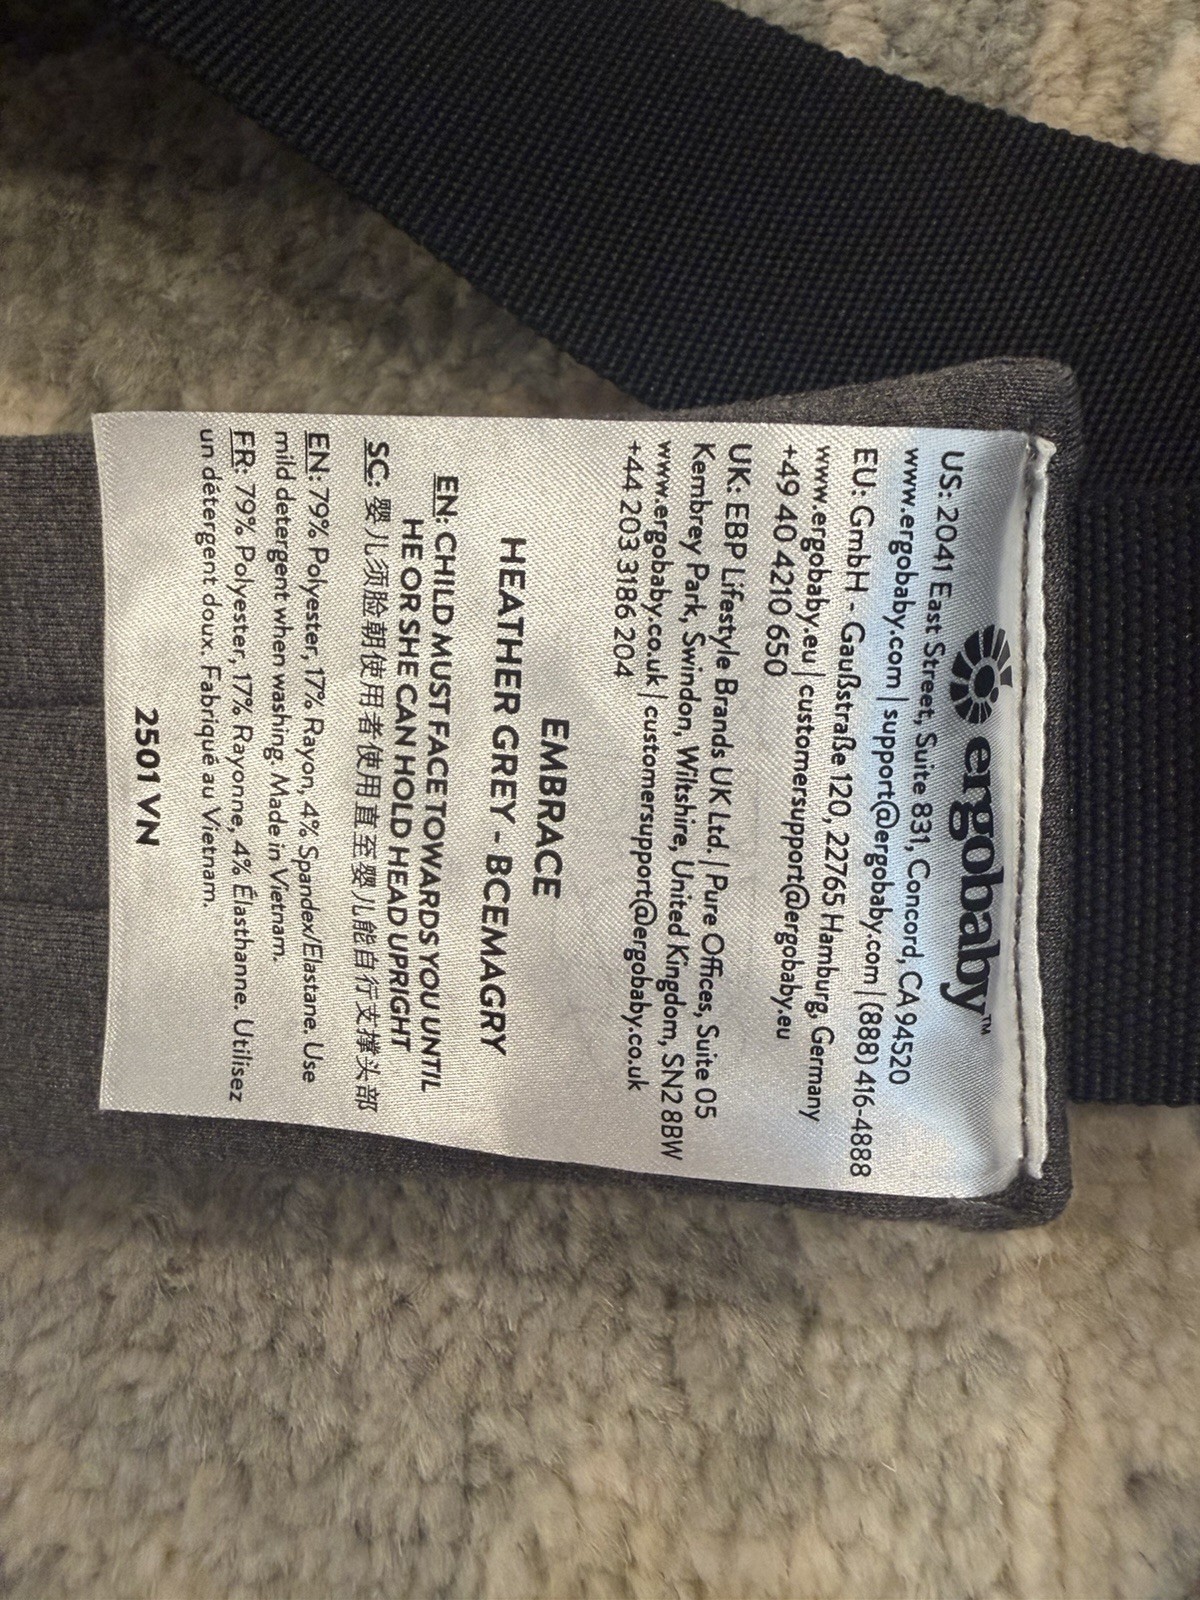 ergobaby™
US: 2041 East Street, Suite 831, Concord, CA 94520
www.ergobaby.com | support@ergobaby.com | (888) 416-4888
EU: GmbH - Gaußstraße 120, 22765 Hamburg, Germany
www.ergobaby.eu | customersupport@ergobaby.eu
+49 40 4210 650
UK: EBP Lifestyle Brands UK Ltd. | Pure Offices, Suite 05
Kembrey Park, Swindon, Wiltshire, United Kingdom, SN2 8BW
www.ergobaby.co.uk | customersupport@ergobaby.co.uk
+44 203 3186 204
EMBRACE
HEATHER GREY - BCEMAGRY
EN: CHILD MUST FACE TOWARDS YOU UNTIL
HE OR SHE CAN HOLD HEAD UPRIGHT
SC: 婴儿须脸朝使用者使用直至婴儿能自行支撑头部
EN: 79% Polyester, 17% Rayon, 4% Spandex/Elastane. Use
mild detergent when washing. Made in Vietnam.
FR: 79% Polyester, 17% Rayonne, 4% Élasthanne. Utilisez
un détergent doux. Fabriqué au Vietnam.
2501 VN